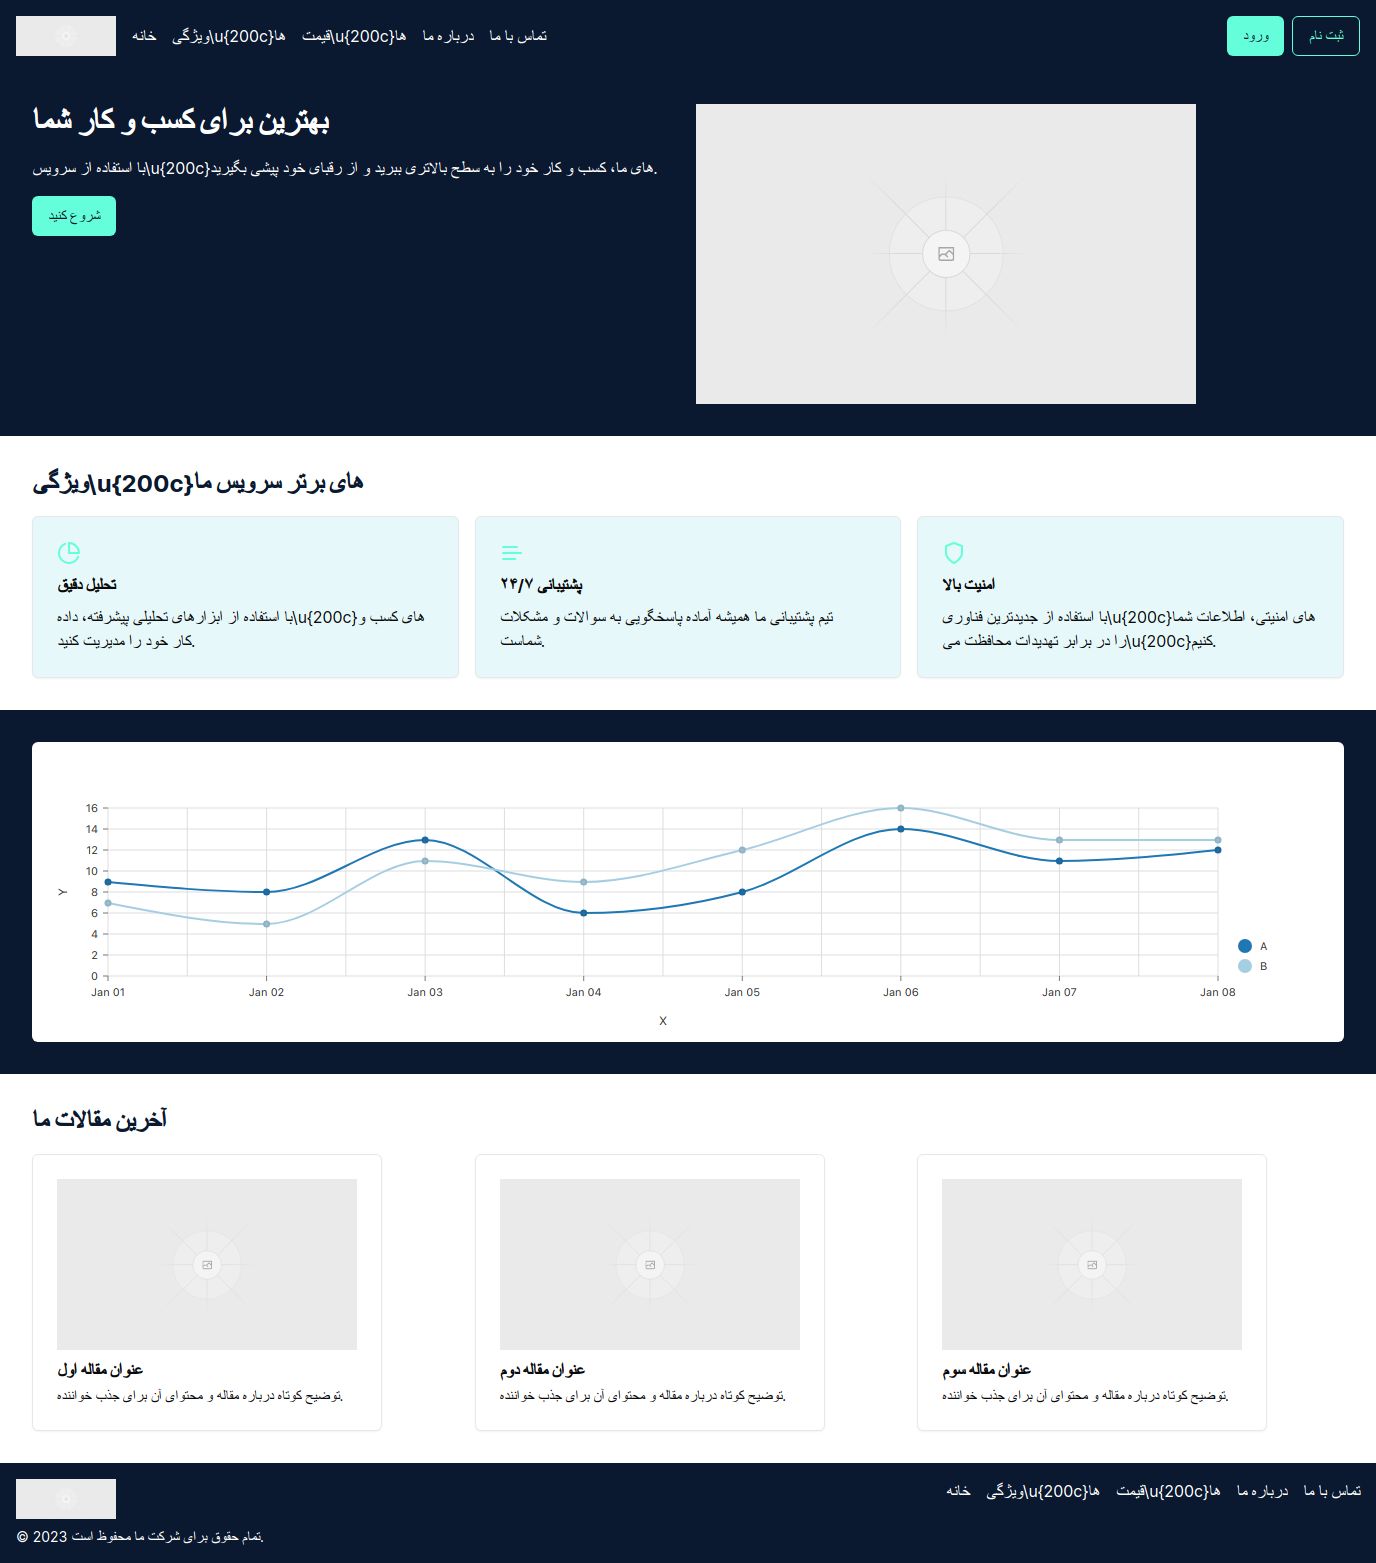 خانه
ویژگی\u{200c}ها
قیمت\u{200c}ها
درباره ما
تماس با ما
ورود
ثبت نام
بهترین برای کسب و کار شما
با استفاده از سرویس\u{200c}های ما، کسب و کار خود را به سطح بالاتری ببرید و از رقبای خود پیشی بگیرید.
شروع کنید
ویژگی\u{200c}های برتر سرویس ما
تحلیل دقیق
با استفاده از ابزارهای تحلیلی پیشرفته، داده\u{200c}های کسب و
کار خود را مدیریت کنید.
پشتیبانی ۲۴/۷
تیم پشتیبانی ما همیشه آماده پاسخگویی به سوالات و مشکلات
شماست.
امنیت بالا
با استفاده از جدیدترین فناوری\u{200c}های امنیتی، اطلاعات شما
را در برابر تهدیدات محافظت می\u{200c}کنیم.
16
14
12
10
8
6
4
2
0
Y
Jan 01
Jan 02
Jan 03
Jan 04
Jan 05
Jan 06
Jan 07
Jan 08
X
A
B
آخرین مقالات ما
عنوان مقاله اول
توضیح کوتاه درباره مقاله و محتوای آن برای جذب خواننده.
عنوان مقاله دوم
توضیح کوتاه درباره مقاله و محتوای آن برای جذب خواننده.
عنوان مقاله سوم
توضیح کوتاه درباره مقاله و محتوای آن برای جذب خواننده.
خانه
ویژگی\u{200c}ها
قیمت\u{200c}ها
درباره ما
تماس با ما
© 2023 تمام حقوق برای شرکت ما محفوظ است.